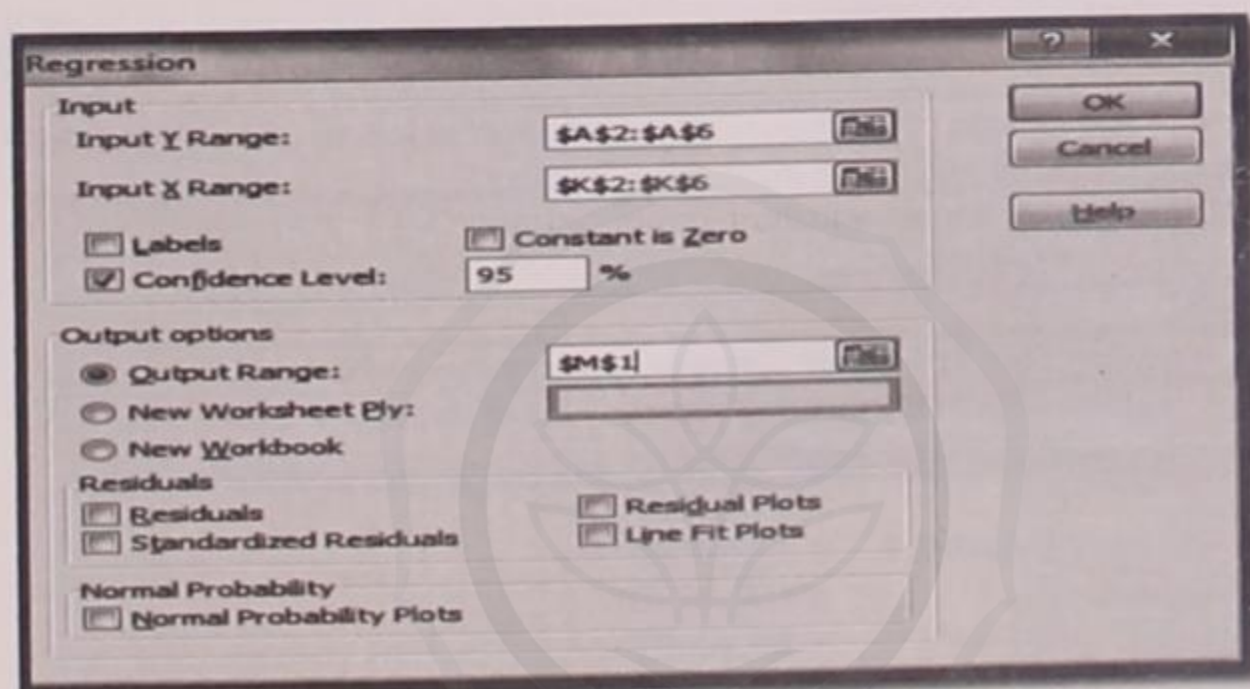 Regression
? X
Input
Input Y Range: $A$2:$A$6
Input X Range: $K$2:$K$6
Labels
Constant is Zero
Confidence Level: 95 %
OK
Cancel
Help
Output options
Output Range: $M$1
New Worksheet Ply:
New Workbook
Residuals
Residuals
Residual Plots
Standardized Residuals
Line Fit Plots
Normal Probability
Normal Probability Plots